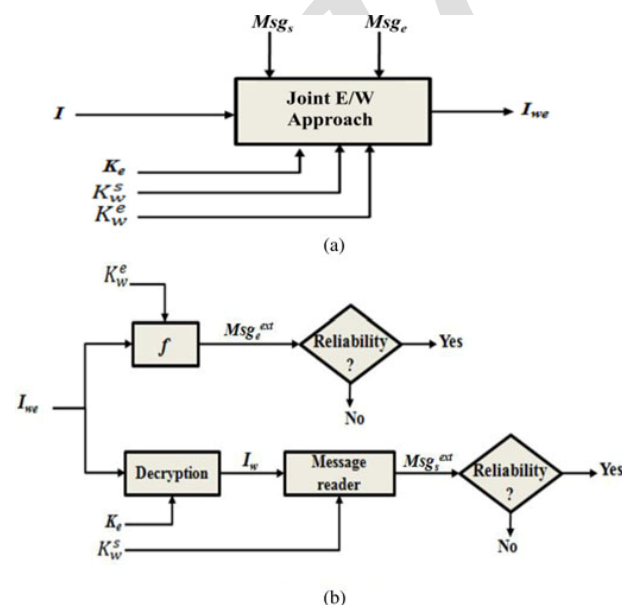 Msg_s Msg_e
I Joint E/W Approach I_we
K_e
K_w^s
K_w^e
(a)
K_w^e
f Msg_e^ext Reliability ? Yes
No
I_we
Decryption I_w Message reader Msg_s^ext Reliability ? Yes
K_e
K_w^s
No
(b)